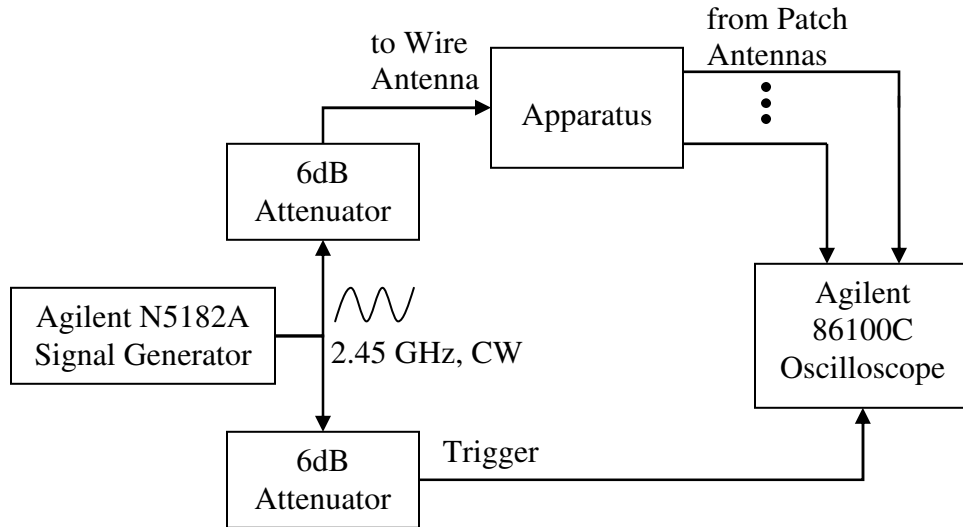 to Wire
Antenna
from Patch
Antennas
Apparatus
6dB
Attenuator
Agilent N5182A
Signal Generator
2.45 GHz, CW
Agilent
86100C
Oscilloscope
6dB
Attenuator
Trigger